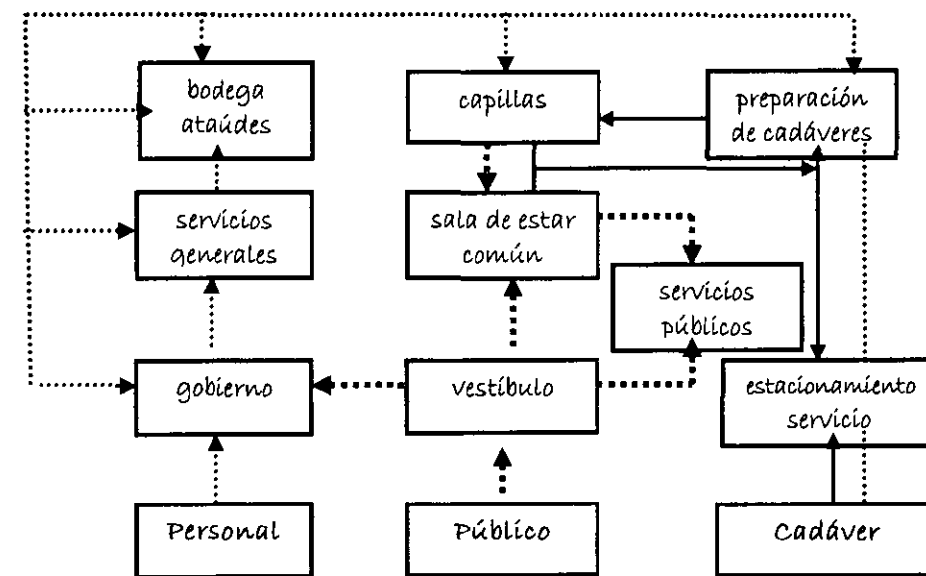 bodega
ataúdes
capillas
preparación
de cadáveres
servicios
generales
sala de estar
común
servicios
públicos
gobierno
vestíbulo
estacionamiento
servicio
Personal
Público
Cadáver